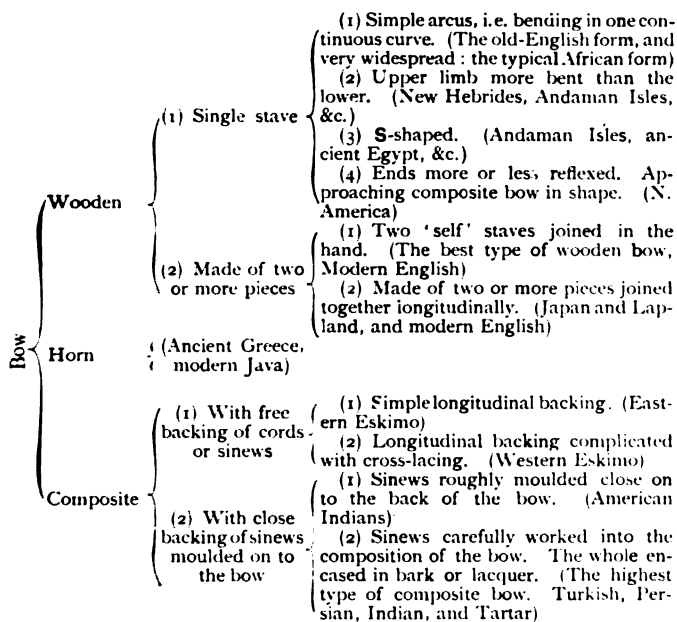 Bow
Wooden
(1) Single stave
(1) Simple arcus, i.e. bending in one con-
tinuous curve. (The old-English form, and
very widespread : the typical African form)
(2) Upper limb more bent than the
lower. (New Hebrides, Andaman Isles,
&c.)
(3) S-shaped. (Andaman Isles, an-
cient Egypt, &c.)
(4) Ends more or less reflexed. Ap-
proaching composite bow in shape. (N.
America)
(2) Made of two
or more pieces
(1) Two ‘self’ staves joined in the
hand. (The best type of wooden bow,
Modern English)
(2) Made of two or more pieces joined
together longitudinally. (Japan and Lap-
land, and modern English)
Horn
(Ancient Greece,
modern Java)
Composite
(1) With free
backing of cords
or sinews
(1) Simple longitudinal backing. (East-
ern Eskimo)
(2) Longitudinal backing complicated
with cross-lacing. (Western Eskimo)
(2) With close
backing of sinews
moulded on to
the bow
(1) Sinews roughly moulded close on
to the back of the bow. (American
Indians)
(2) Sinews carefully worked into the
composition of the bow. The whole en-
cased in bark or lacquer. (The highest
type of composite bow. Turkish, Per-
sian, Indian, and Tartar)